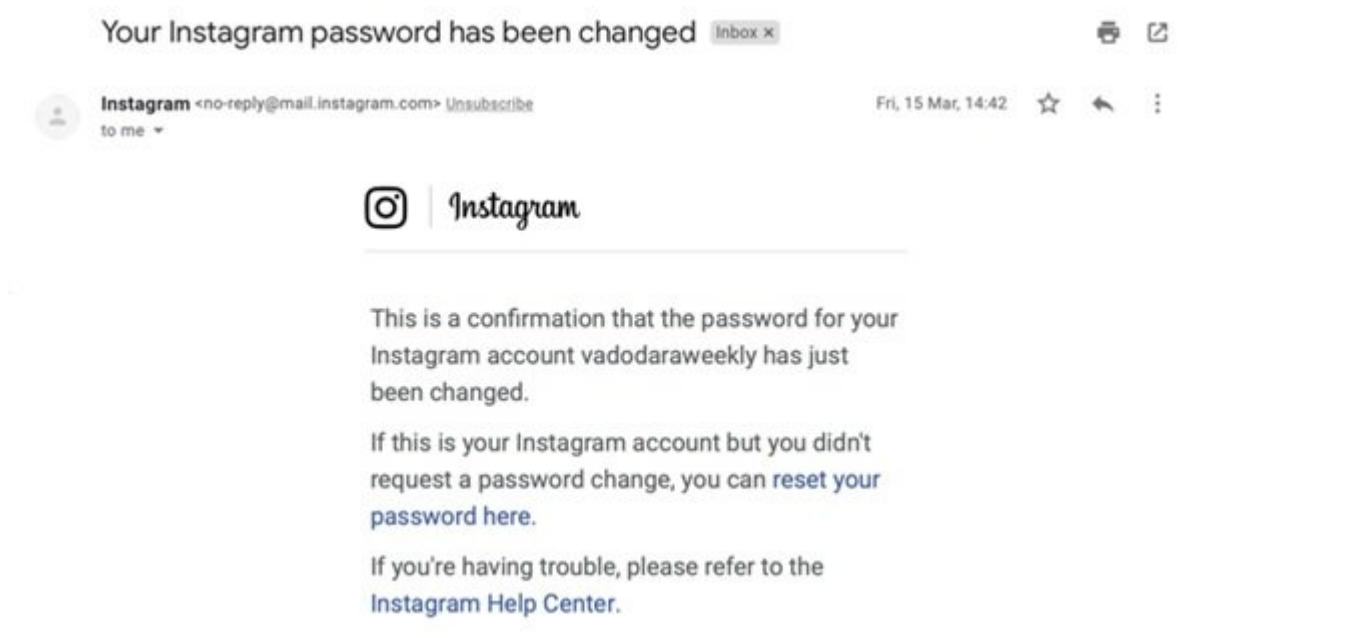 Your Instagram password has been changed Inbox ×
Instagram <no-reply@mail.instagram.com> Unsubscribe
Fri, 15 Mar, 14:42
to me
Instagram
This is a confirmation that the password for your
Instagram account vadodaraweekly has just
been changed.
If this is your Instagram account but you didn't
request a password change, you can reset your
password here.
If you're having trouble, please refer to the
Instagram Help Center.